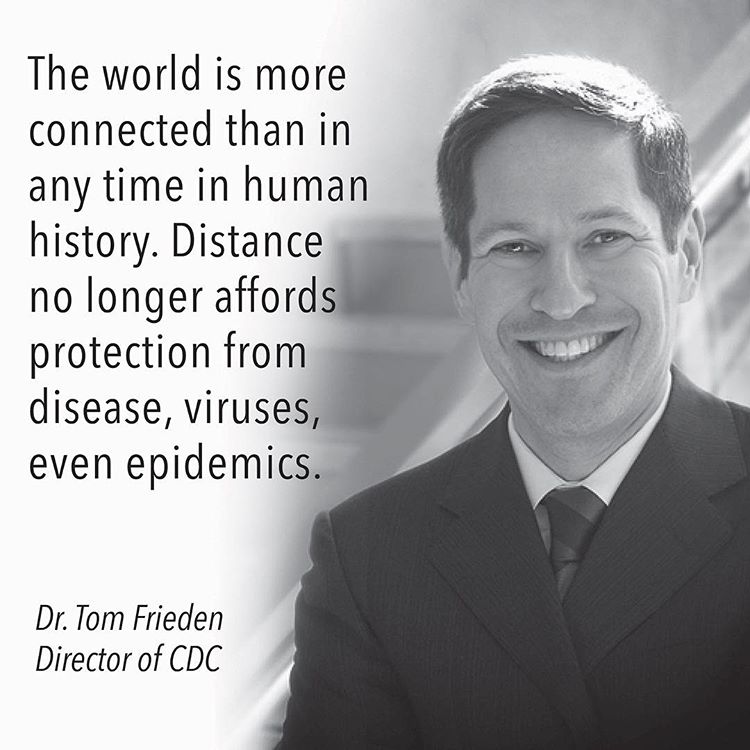 The world is more
connected than in
any time in human
history. Distance
no longer affords
protection from
disease, viruses,
even epidemics.
Dr. Tom Frieden
Director of CDC